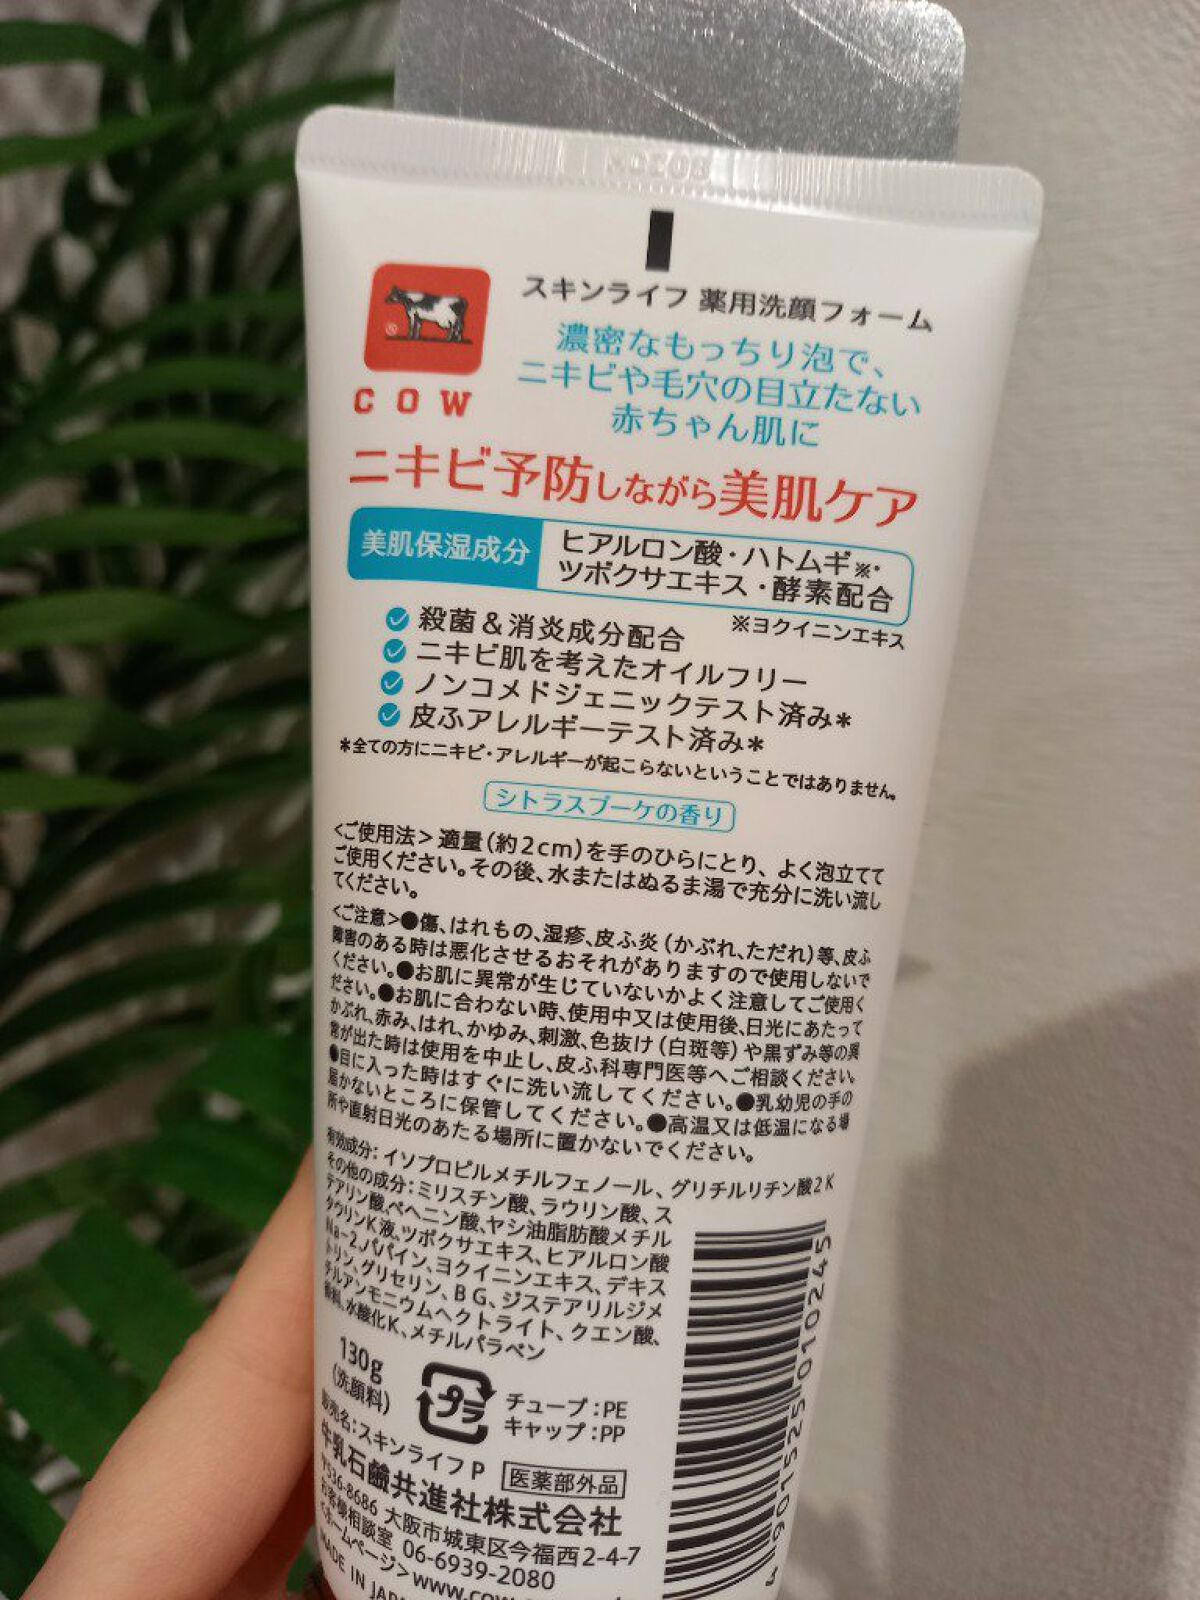 スキンライフ 薬用洗顔フォーム
濃密なもっちり泡で、
ニキビや毛穴の目立たない
赤ちゃん肌に
®
COW
ニキビ予防しながら美肌ケア
美肌保湿成分
ヒアルロン酸・ハトムギ※・
ツボクサエキス・酵素配合
※ヨクイニンエキス
殺菌&消炎成分配合
ニキビ肌を考えたオイルフリー
ノンコメドジェニックテスト済み*
皮ふアレルギーテスト済み*
*全ての方にニキビ・アレルギーが起こらないということではありません。
シトラスブーケの香り
<ご使用法>適量(約2cm)を手のひらにとり、よく泡立てて
ご使用ください。その後、水またはぬるま湯で充分に洗い流し
てください。
<ご注意>●傷、はれもの、湿疹、皮ふ炎(かぶれ、ただれ)等、皮ふ
障害のある時は悪化させるおそれがありますので使用しないで
ください。●お肌に異常が生じていないかよく注意してご使用く
ださい。●お肌に合わない時、使用中又は使用後、日光にあたって
かぶれ、赤み、はれ、かゆみ、刺激、色抜け(白斑等)や黒ずみ等の異
常が出た時は使用を中止し、皮ふ科専門医等へご相談ください。
●目に入った時はすぐに洗い流してください。●乳幼児の手の
届かないところに保管してください。●高温又は低温になる場
所や直射日光のあたる場所に置かないでください。
有効成分:イソプロピルメチルフェノール、グリチルリチン酸2K
その他の成分:ミリスチン酸、ラウリン酸、ス
テアリン酸、ベヘニン酸、ヤシ油脂肪酸メチル
タウリンK液、ツボクサエキス、ヒアルロン酸
Na-2、パパイン、ヨクイニンエキス、デキス
トリン、グリセリン、BG、ジステアリルジメ
チルアンモニウムヘクトライト、クエン酸、
香料、水酸化K、メチルパラベン
130g
(洗顔料)
プラ
チューブ:PE
キャップ:PP
販売名:スキンライフP
医薬部外品
牛乳石鹼共進社株式会社
〒536-8686 大阪市城東区今福西2-4-7
お客様相談室 06-6939-2080
<ホームページ>www.cow
MADE IN JAPAN
4 901525 010245